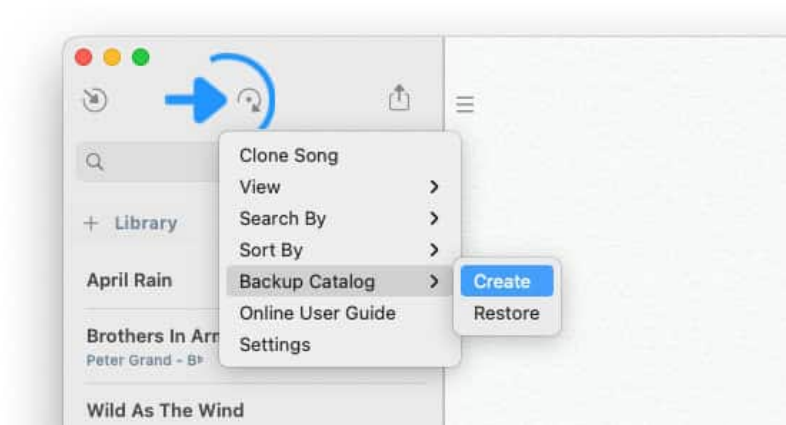 Clone Song
View
Search By
Library
Sort By
April Rain
Backup Catalog
Create
Online User Guide
Restore
Brothers In Arm
Settings
Peter Grand - B♭
Wild As The Wind